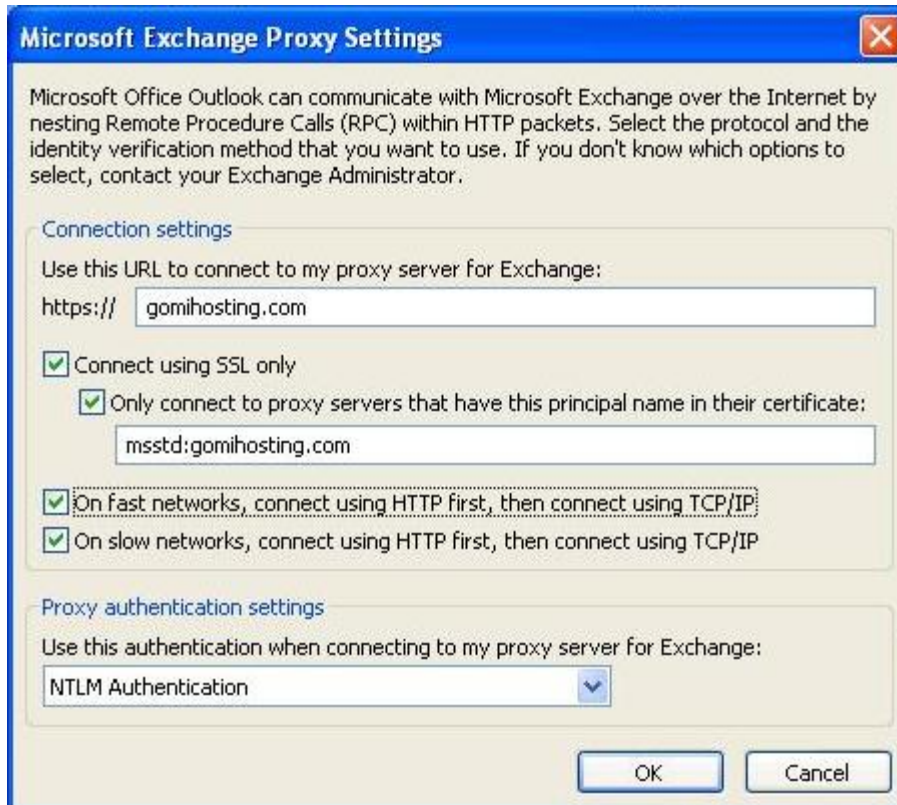 Microsoft Exchange Proxy Settings
Microsoft Office Outlook can communicate with Microsoft Exchange over the Internet by
nesting Remote Procedure Calls (RPC) within HTTP packets. Select the protocol and the
identity verification method that you want to use. If you don't know which options to
select, contact your Exchange Administrator.
Connection settings
Use this URL to connect to my proxy server for Exchange:
https:// gomihosting.com
Connect using SSL only
Only connect to proxy servers that have this principal name in their certificate:
msstd:gomihosting.com
On fast networks, connect using HTTP first, then connect using TCP/IP
On slow networks, connect using HTTP first, then connect using TCP/IP
Proxy authentication settings
Use this authentication when connecting to my proxy server for Exchange:
NTLM Authentication
OK Cancel